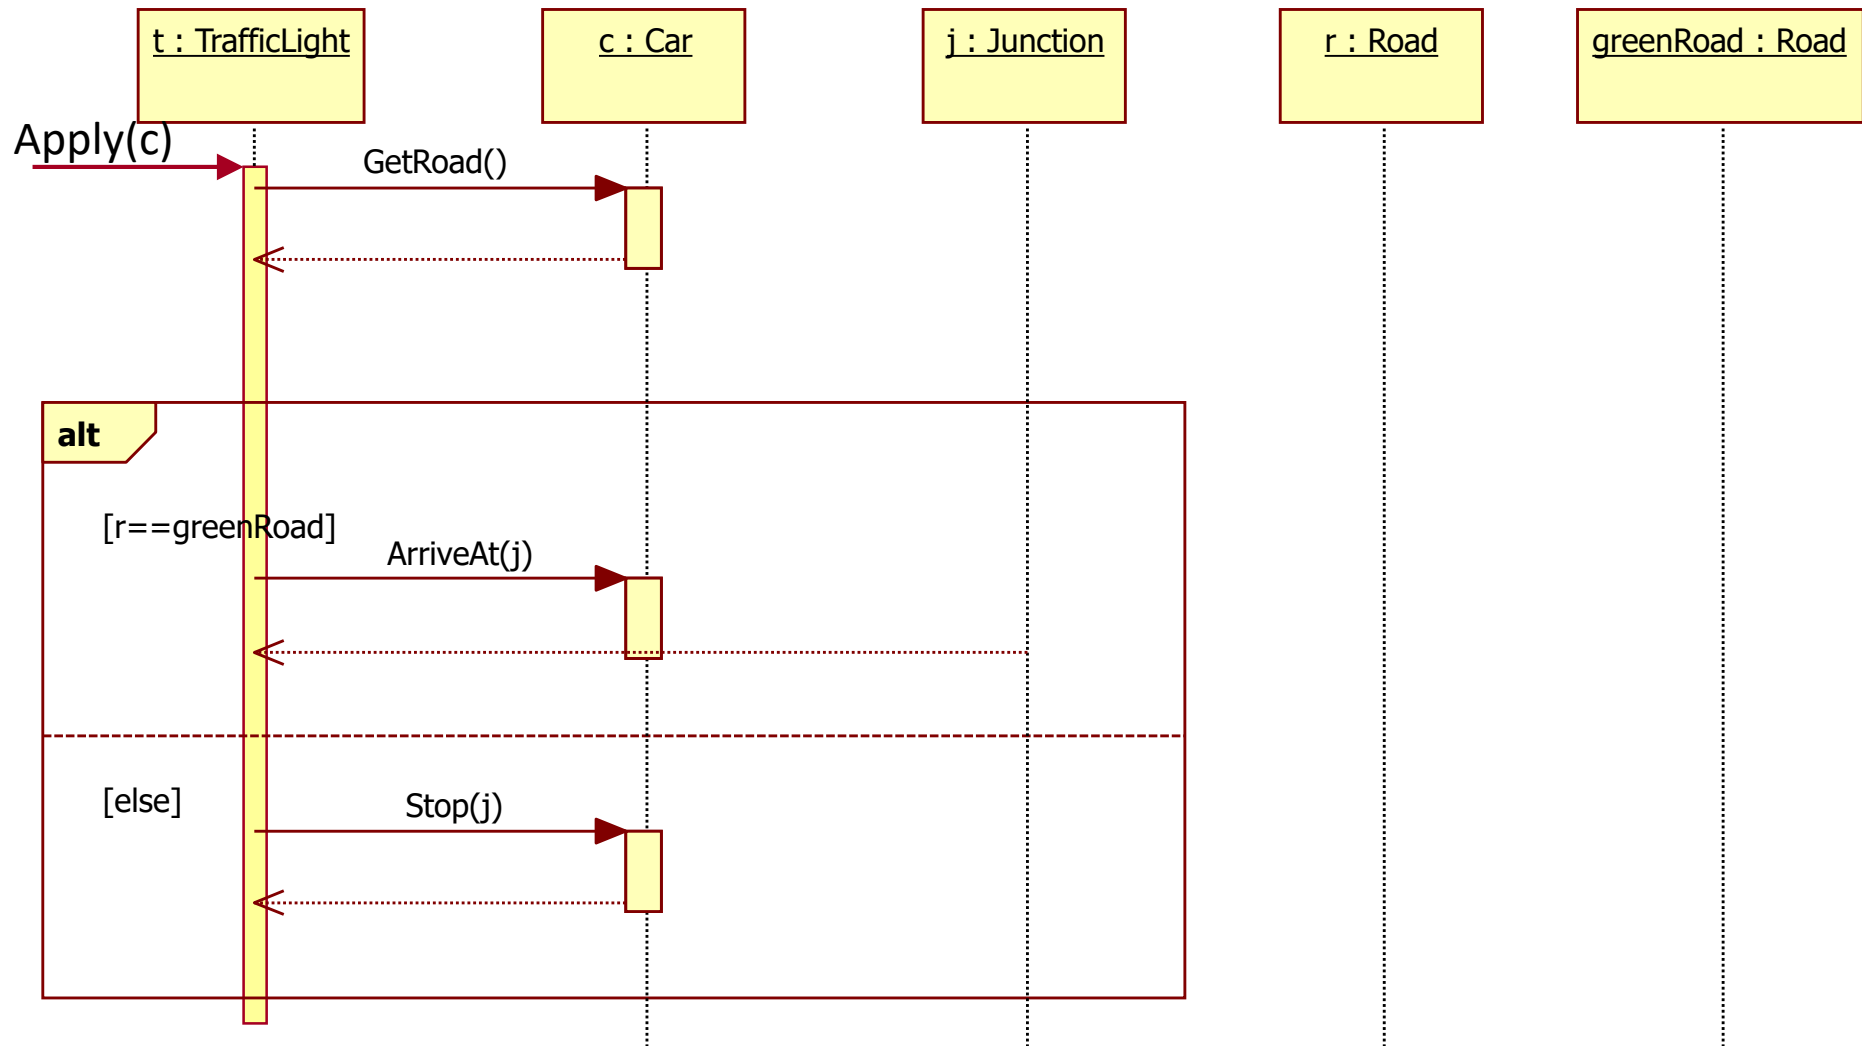 t : TrafficLight
c : Car
j : Junction
r : Road
greenRoad : Road
Apply(c)
GetRoad()
alt
[r==greenRoad]
ArriveAt(j)
[else]
Stop(j)